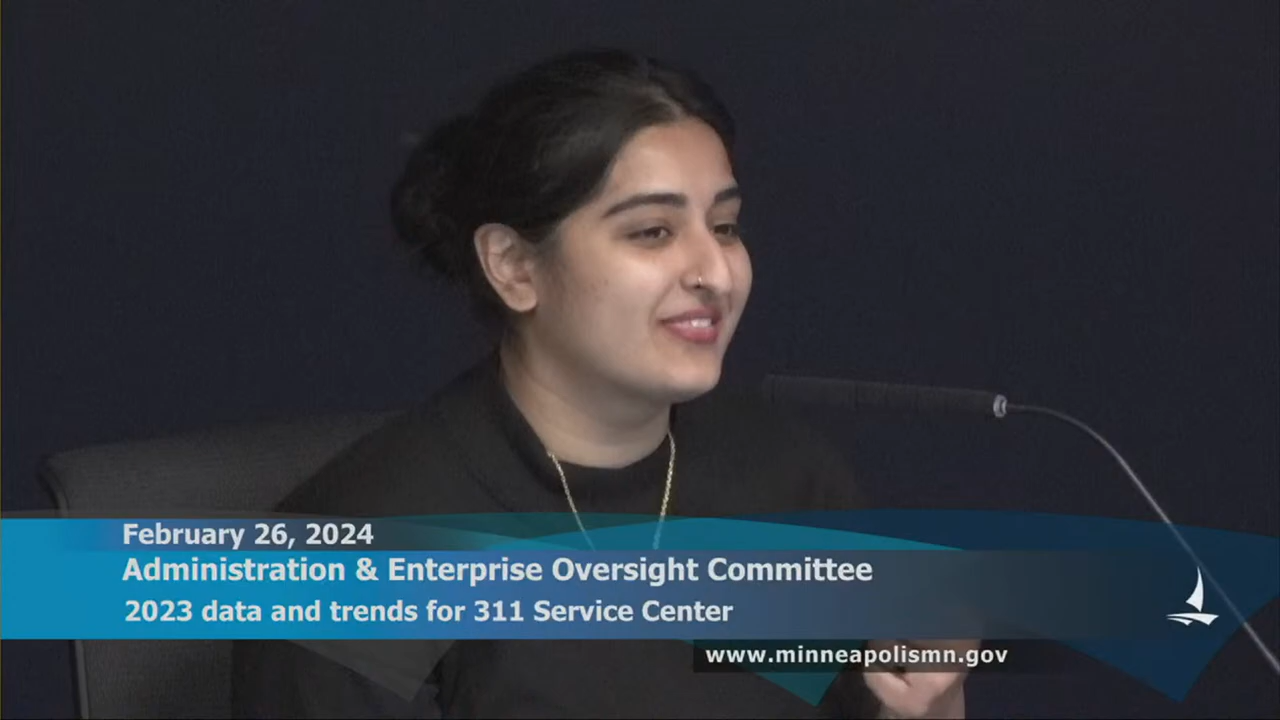 February 26, 2024
Administration & Enterprise Oversight Committee
2023 data and trends for 311 Service Center
www.minneapolismn.gov